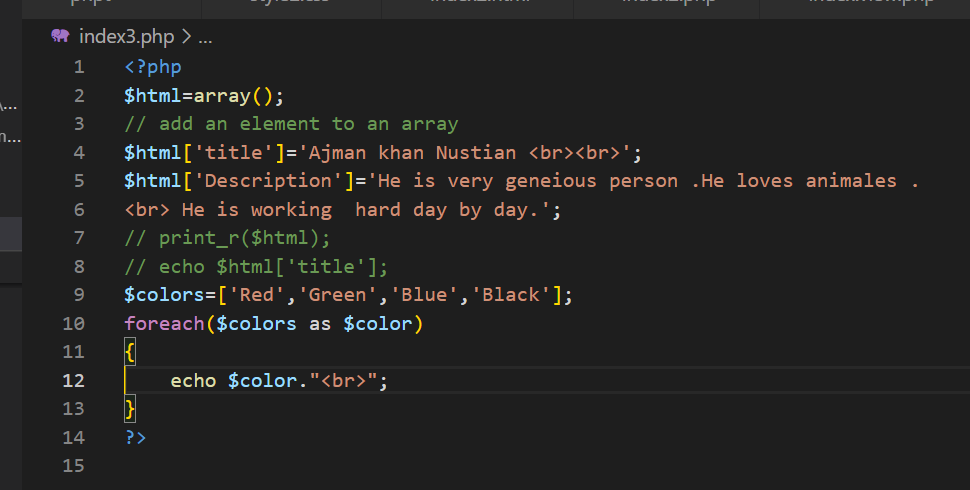 index3.php > ...
1 <?php
2 $html=array();
3 // add an element to an array
4 $html['title']='Ajman khan Nustian <br><br>';
5 $html['Description']='He is very geneious person .He loves animales .
6 <br> He is working  hard day by day.';
7 // print_r($html);
8 // echo $html['title'];
9 $colors=['Red','Green','Blue','Black'];
10 foreach($colors as $color)
11 {
12     echo $color."<br>";
13 }
14 ?>
15